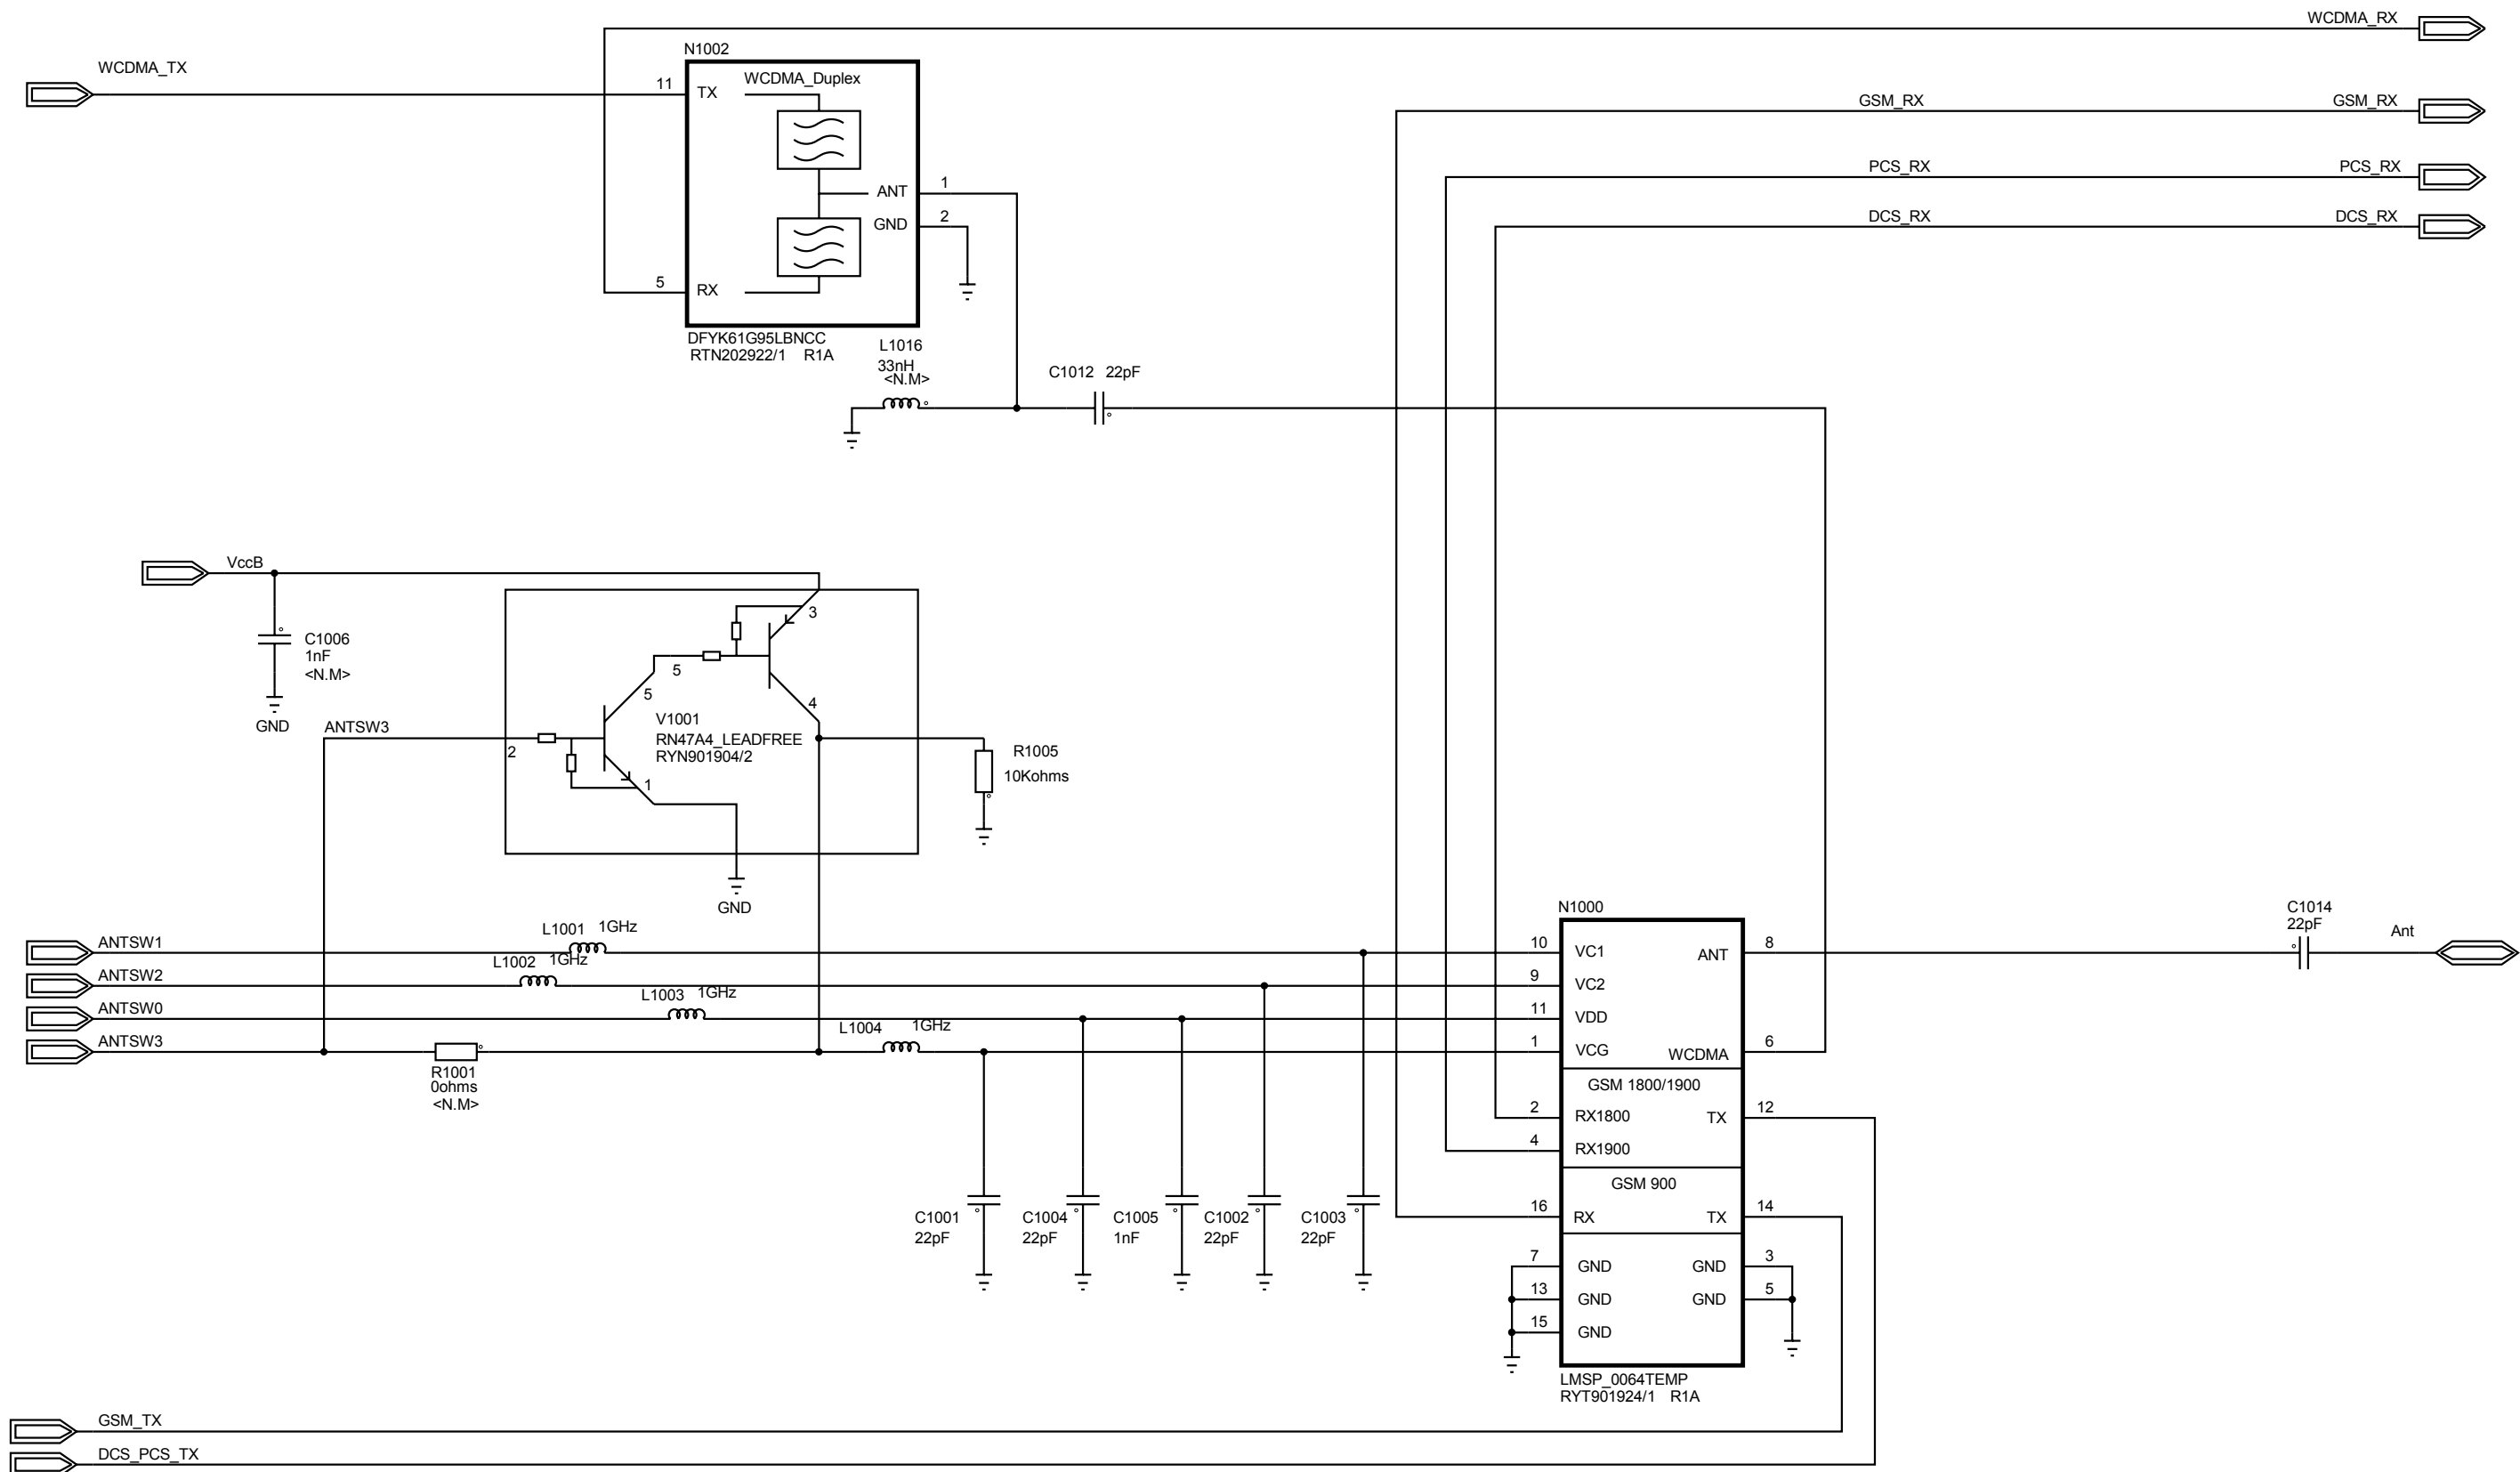 WCDMA_RX
N1002
WCDMA_TX
WCDMA_Duplex
11
TX
GSM_RX
GSM_RX
PCS_RX
PCS_RX
1
ANT
2
GND
DCS_RX
DCS_RX
5
RX
DFYK61G95LBNCC
RTN202922/1 R1A
L1016
33nH
<N.M>
C1012 22pF
VccB
3
C1006
1nF
<N.M>
GND
5
5
4
ANTSW3
2
V1001
RN47A4_LEADFREE
RYN901904/2
1
R1005
10Kohms
GND
N1000
C1014
22pF
Ant
ANTSW1
L1001 1GHz
10
VC1
ANT
8
ANTSW2
L1002 1GHz
9
VC2
ANTSW0
L1003 1GHz
11
VDD
ANTSW3
L1004 1GHz
1
VCG
WCDMA
6
R1001
0ohms
<N.M>
GSM 1800/1900
2
RX1800
TX
12
4
RX1900
GSM 900
16
RX
TX
14
C1001
22pF
C1004
22pF
C1005
1nF
C1002
22pF
C1003
22pF
7
GND
GND
3
13
GND
GND
5
15
GND
LMSP_0064TEMP
RYT901924/1 R1A
GSM_TX
DCS_PCS_TX